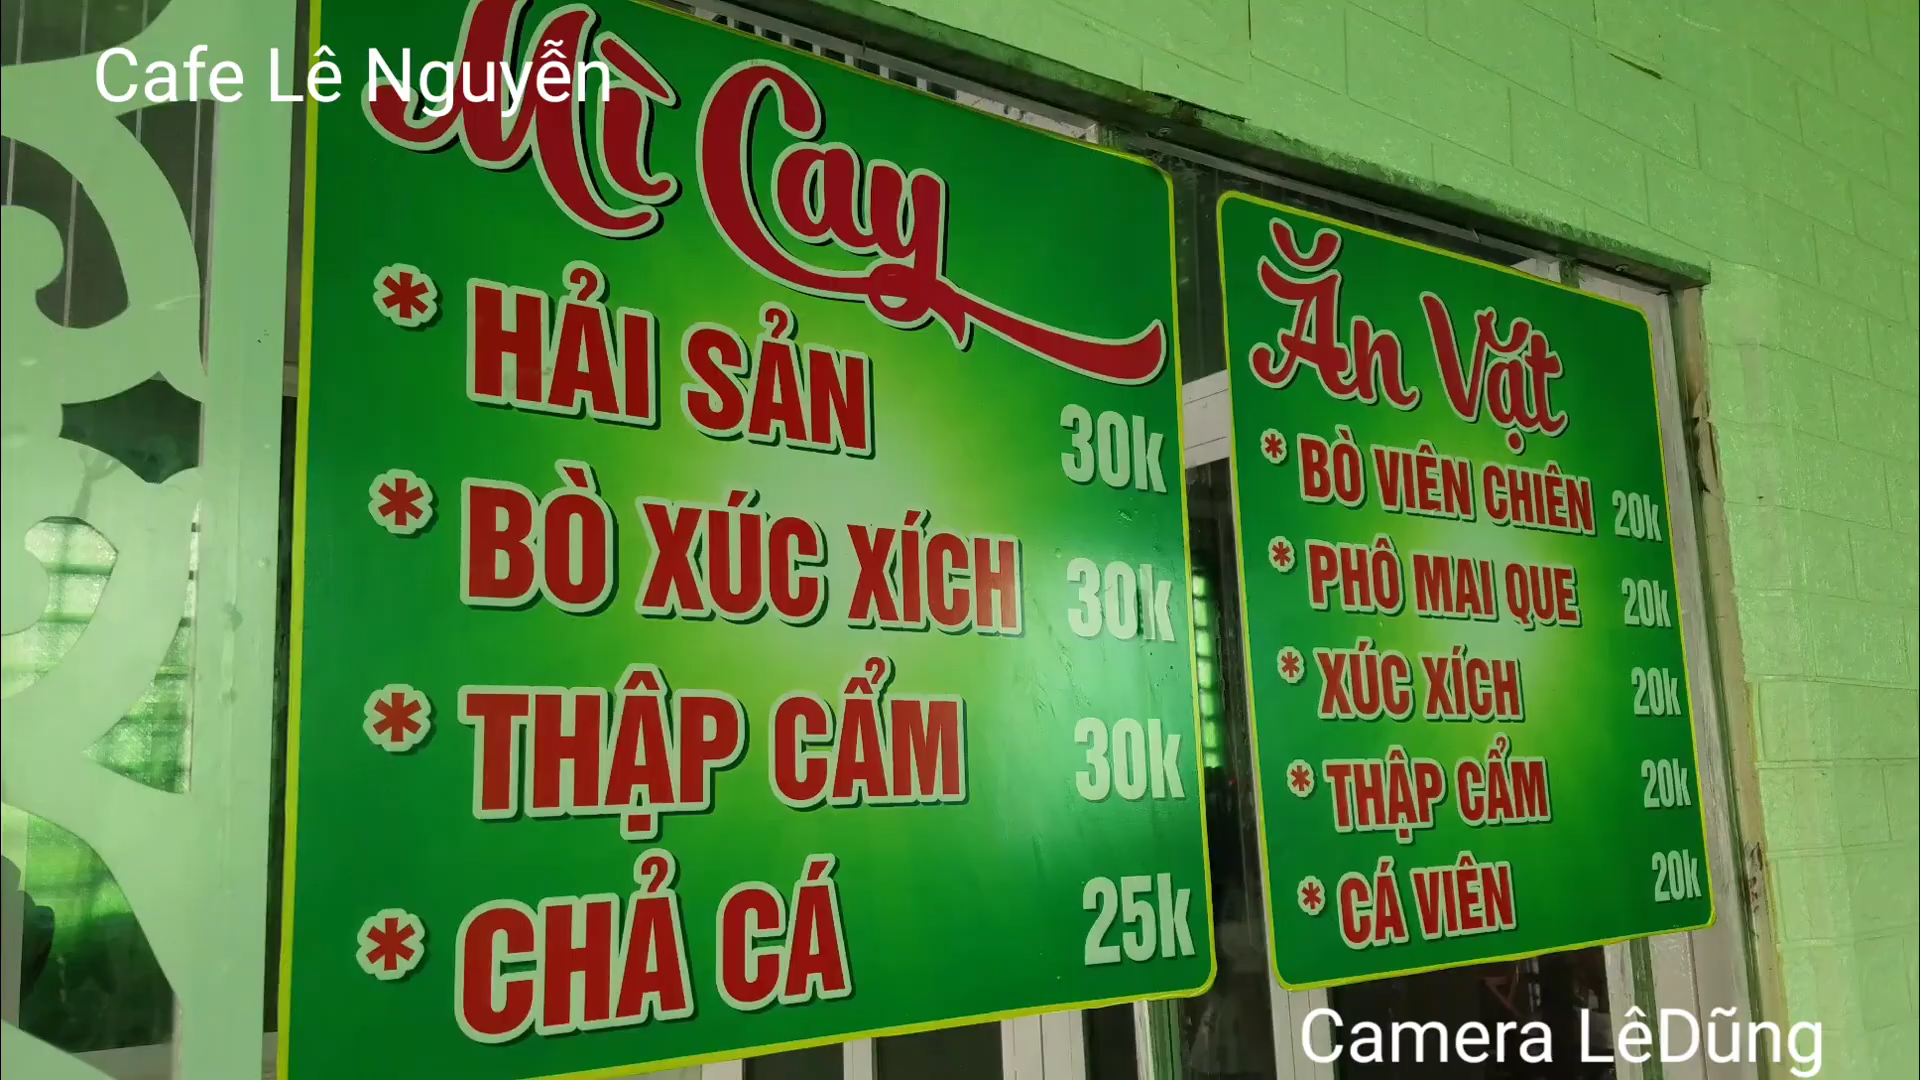 Cafe Lê Nguyễn
Mì Cay
* HẢI SẢN 30k
* BÒ XÚC XÍCH 30k
* THẬP CẨM 30k
* CHẢ CÁ 25k
Ăn Vặt
* BÒ VIÊN CHIÊN 20k
* PHÔ MAI QUE 20k
* XÚC XÍCH 20k
* THẬP CẨM 20k
* CÁ VIÊN 20k
Camera LêDũng